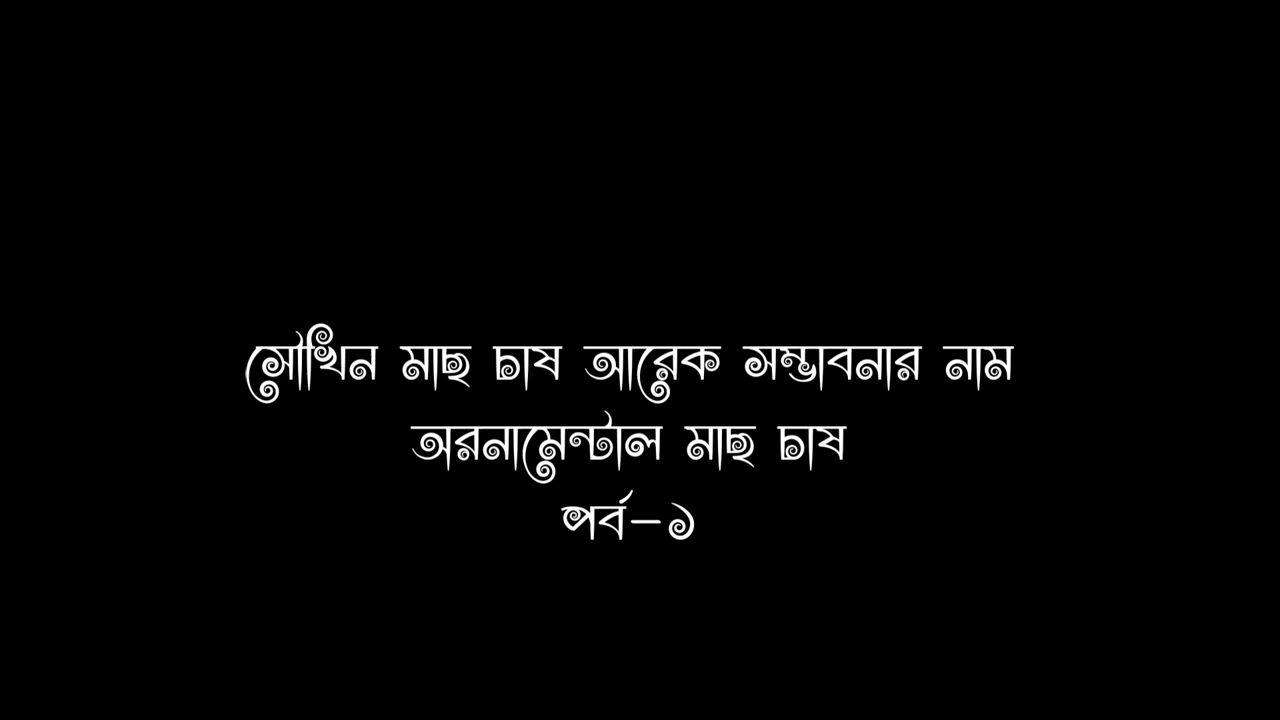 সৌখিন মাছ চাষ আরেক সম্ভাবনার নাম
অরনামেন্টাল মাছ চাষ
পর্ব-১